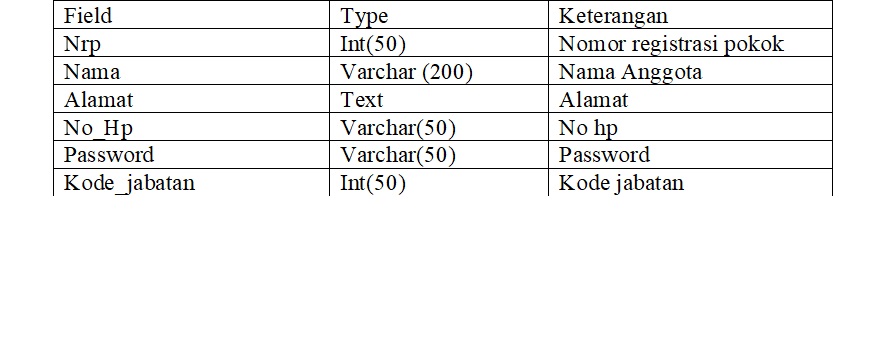 Field Type Keterangan
Nrp Int(50) Nomor registrasi pokok
Nama Varchar (200) Nama Anggota
Alamat Text Alamat
No_Hp Varchar(50) No hp
Password Varchar(50) Password
Kode_jabatan Int(50) Kode jabatan